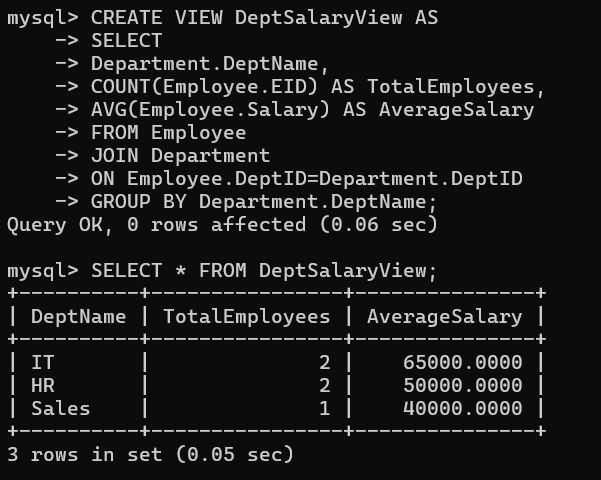 mysql> CREATE VIEW DeptSalaryView AS
    -> SELECT
    -> Department.DeptName,
    -> COUNT(Employee.EID) AS TotalEmployees,
    -> AVG(Employee.Salary) AS AverageSalary
    -> FROM Employee
    -> JOIN Department
    -> ON Employee.DeptID=Department.DeptID
    -> GROUP BY Department.DeptName;
Query OK, 0 rows affected (0.06 sec)

mysql> SELECT * FROM DeptSalaryView;
+----------+----------------+---------------+
| DeptName | TotalEmployees | AverageSalary |
+----------+----------------+---------------+
| IT       |              2 |    65000.0000 |
| HR       |              2 |    50000.0000 |
| Sales    |              1 |    40000.0000 |
+----------+----------------+---------------+
3 rows in set (0.05 sec)